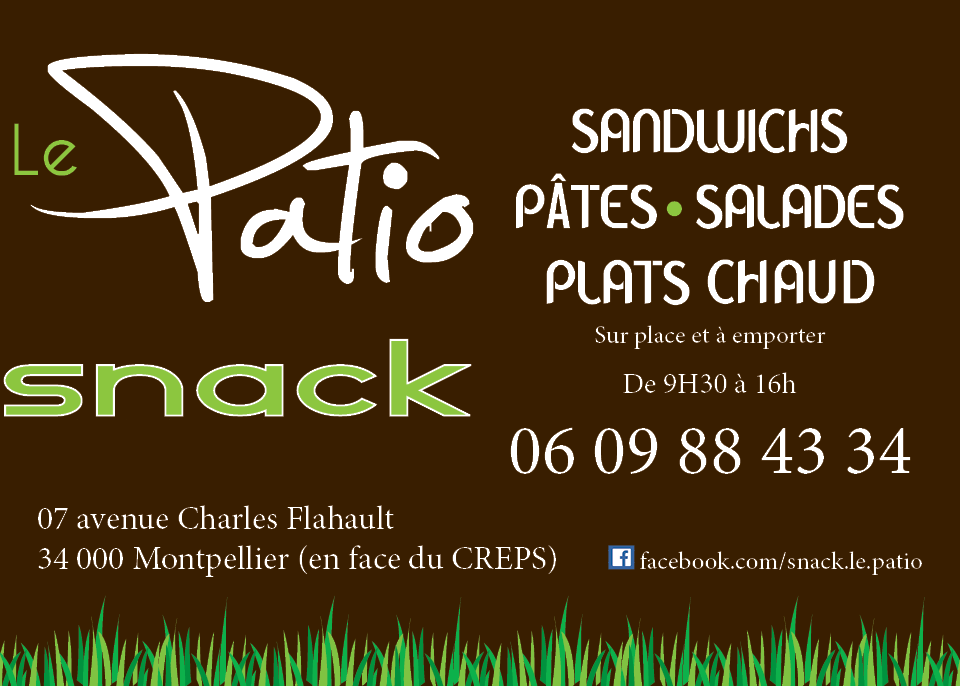 Le Patio
snack
SANDWICHS
PÂTES • SALADES
PLATS CHAUD
Sur place et à emporter
De 9H30 à 16h
06 09 88 43 34
07 avenue Charles Flahault
34 000 Montpellier (en face du CREPS)
facebook.com/snack.le.patio